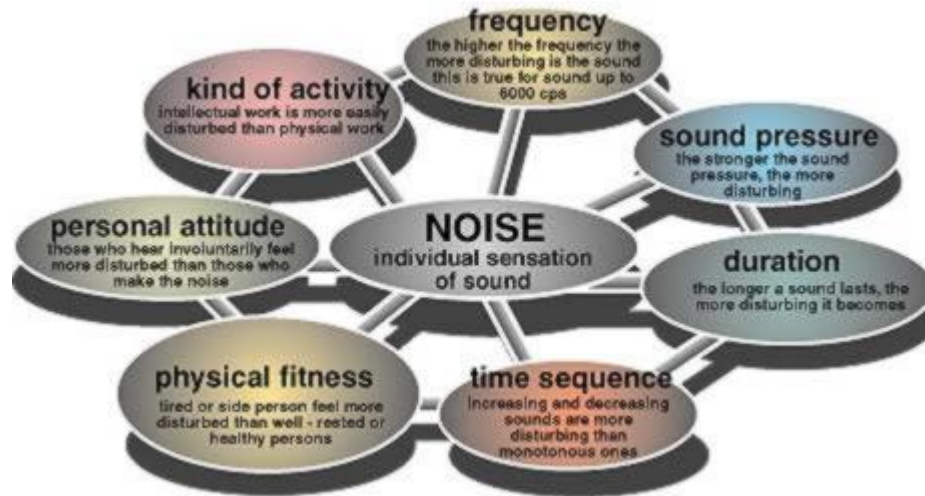 frequency
the higher the frequency the
more disturbing is the sound
this is true for sound up to
6000 cps
kind of activity
intellectual work is more easily
disturbed than physical work
sound pressure
the stronger the sound
pressure, the more
disturbing
personal attitude
those who hear involuntarily feel
more disturbed than those who
make the noise
NOISE
individual sensation
of sound
duration
the longer a sound lasts, the
more disturbing it becomes
physical fitness
tired or side person feel more
disturbed than well - rested or
healthy persons
time sequence
increasing and decreasing
sounds are more
disturbing than
monotonous ones